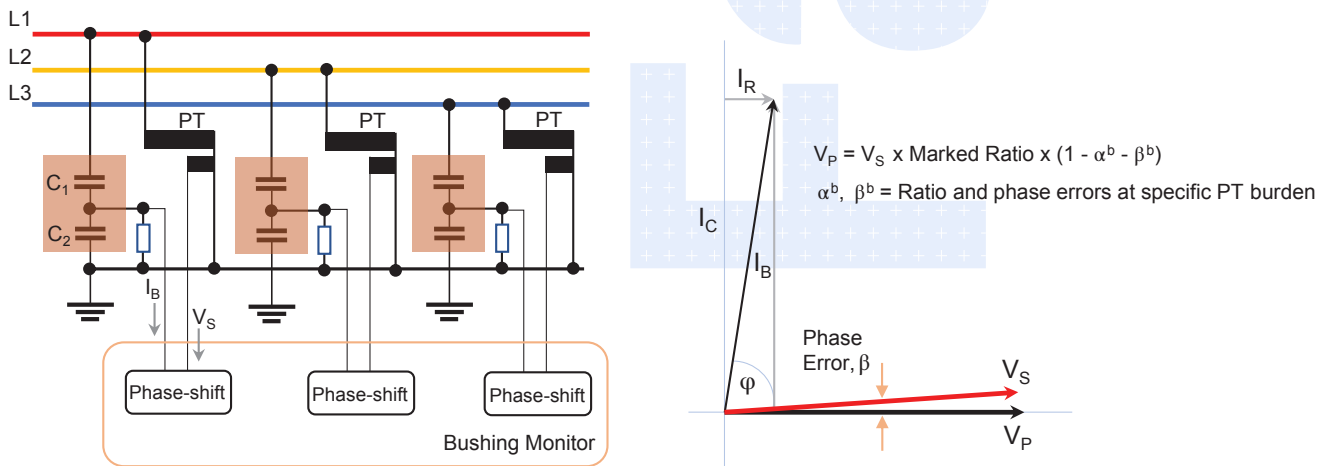 L1
L2
L3
PT
PT
PT
C1
C2
IB
VS
Phase-shift
Phase-shift
Phase-shift
Bushing Monitor
IR
VP = VS x Marked Ratio x (1 - αᵇ - βᵇ)
αᵇ, βᵇ = Ratio and phase errors at specific PT burden
IC
IB
Phase
Error, β
φ
VS
VP